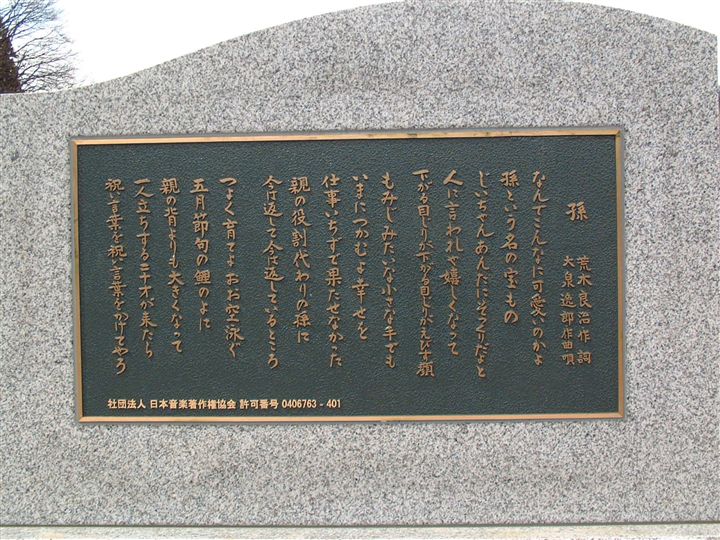 孫
荒木良治作詞
大泉逸郎作曲唄
なんでこんなに可愛いのかよ
孫という名の宝もの
じいちゃんあんたにそっくりだよと
人に言われりゃ嬉しくなって
下がる目じりが下がる目じりがえびす顔
もみじみたいな小さな手でも
いまにつかむよ幸せを
仕事いちずで果たせなかった
親の役割代わりの孫に
今は返して今は返しているところ
つよく育てよおお空泳ぐ
五月節句の鯉のよに
親の背よりも大きくなって
一人立ちする二十才が来たら
祝い言葉を祝い言葉をかけてやろ
社団法人 日本音楽著作権協会 許可番号 0406763-401